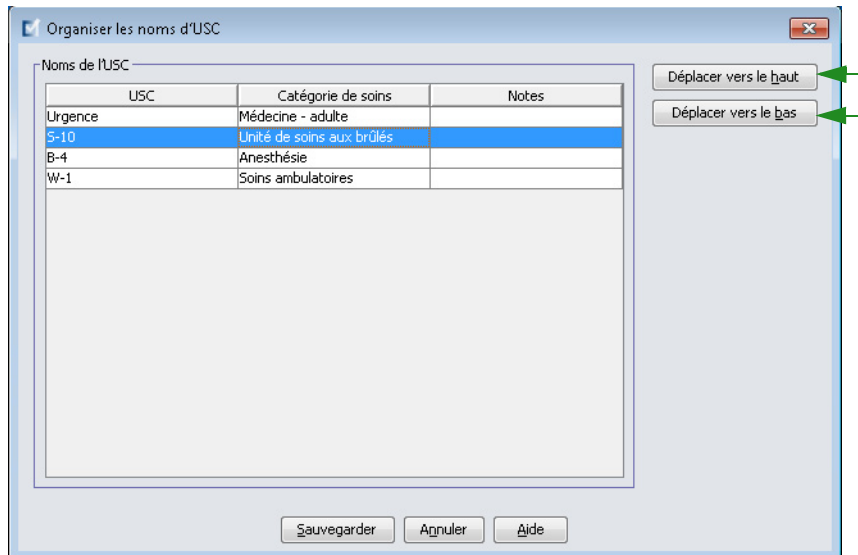 Organiser les noms d'USC
Noms de l'USC
Déplacer vers le haut
USC Catégorie de soins Notes
Déplacer vers le bas
Urgence Médecine - adulte
S-10 Unité de soins aux brûlés
B-4 Anesthésie
W-1 Soins ambulatoires
Sauvegarder Annuler Aide